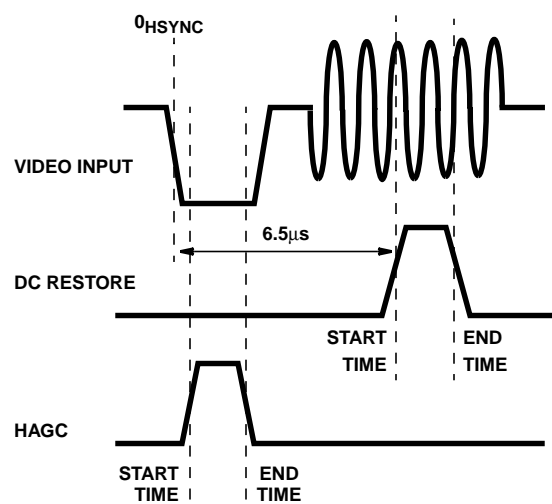 0HSYNC
VIDEO INPUT
6.5µs
DC RESTORE
START TIME
END TIME
HAGC
START TIME
END TIME